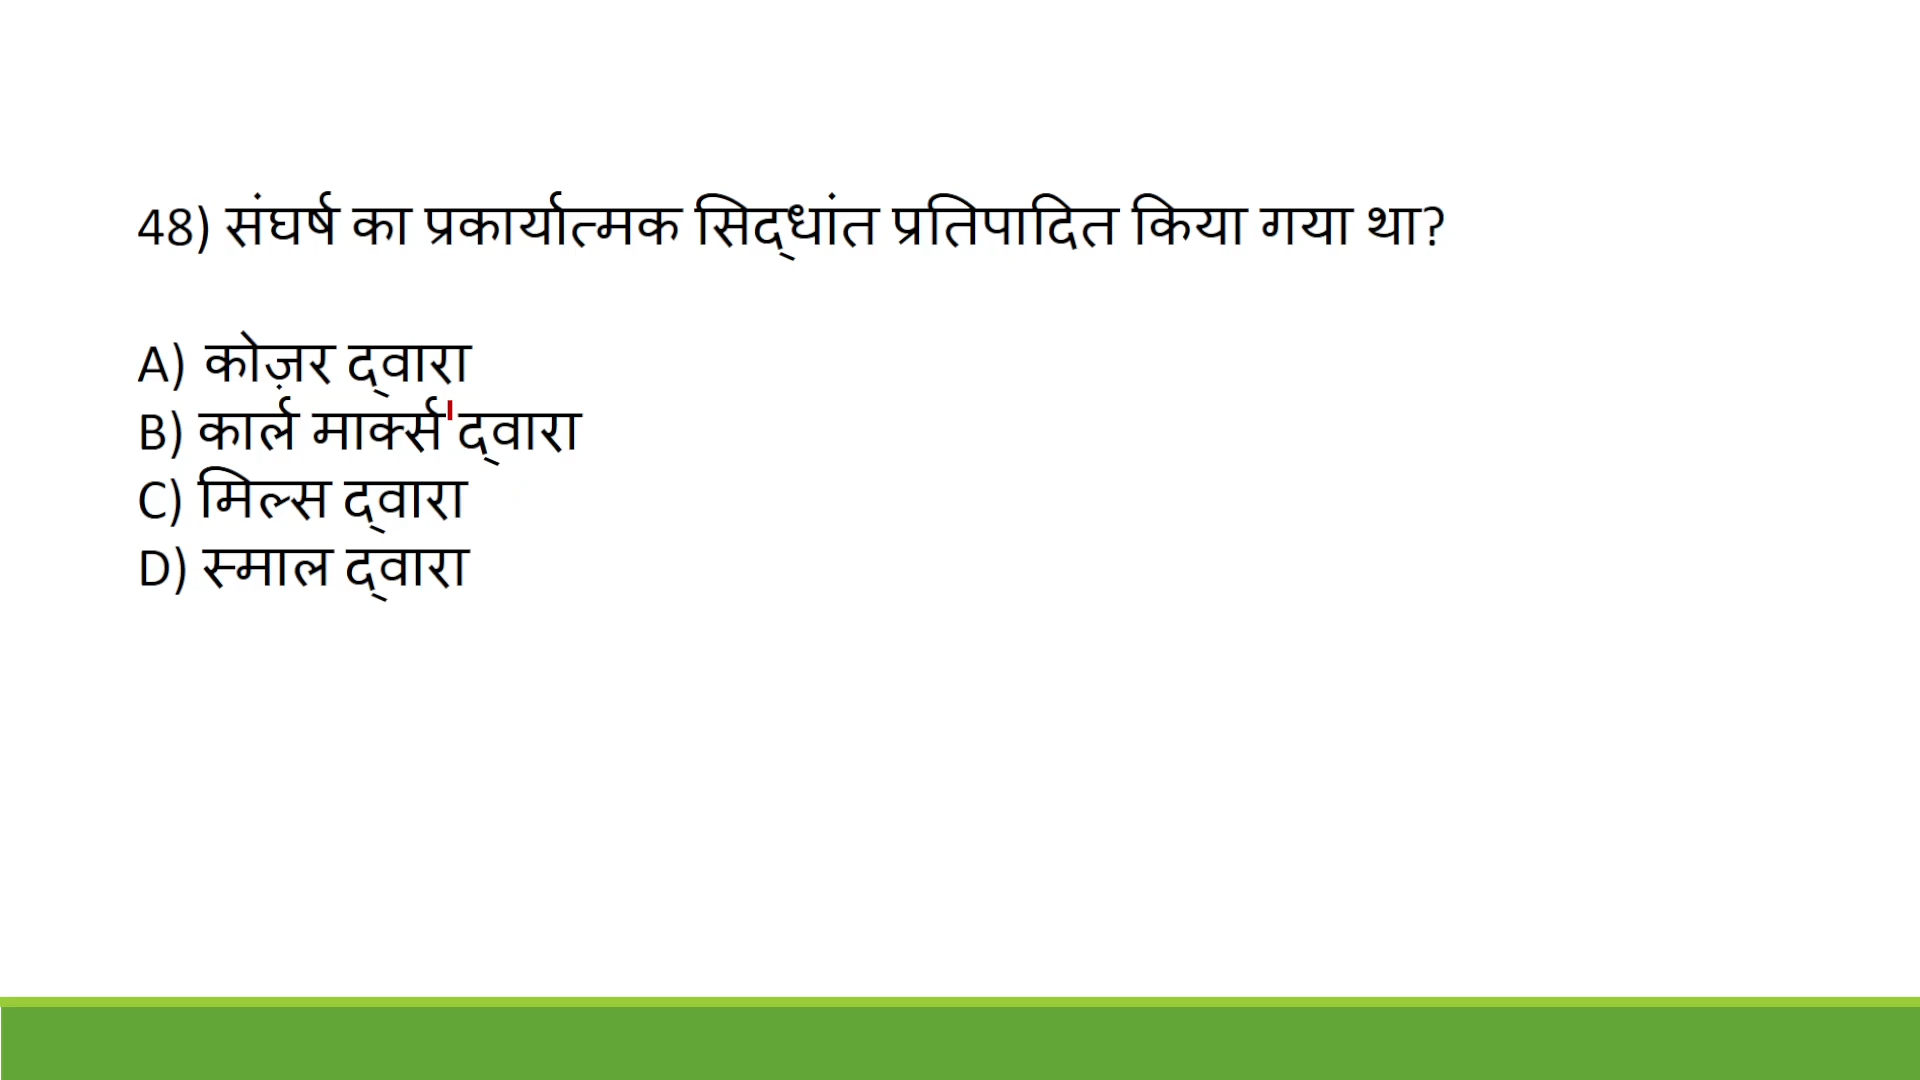 48) संघर्ष का प्रकार्यात्मक सिद्धांत प्रतिपादित किया गया था?
A) कोज़र द्वारा
B) कार्ल मार्क्स द्वारा
C) मिल्स द्वारा
D) स्माल द्वारा